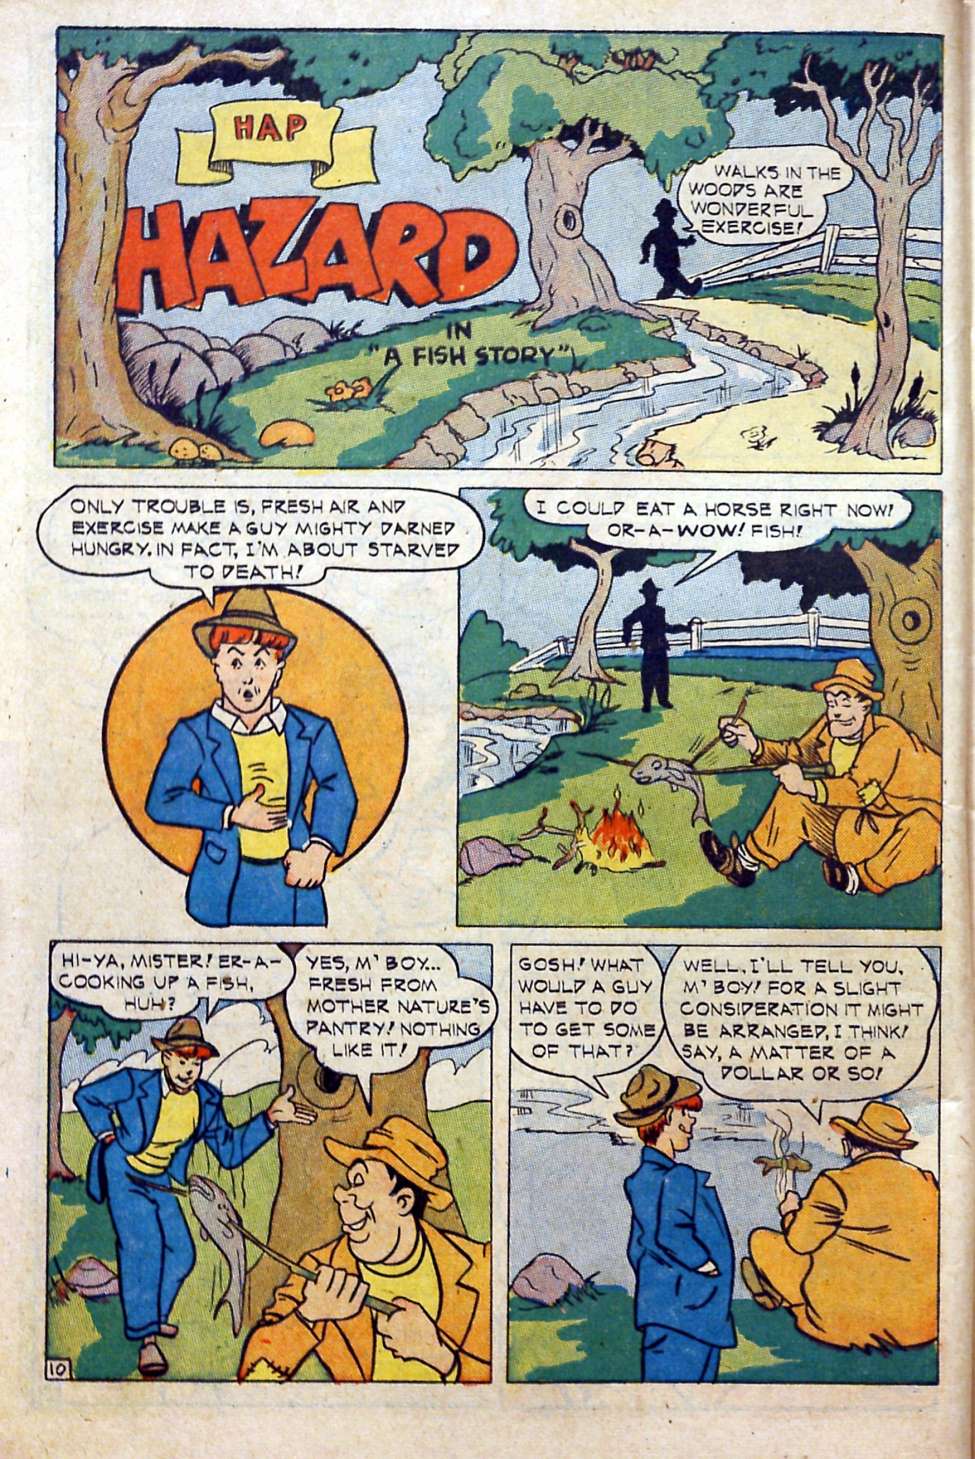 HAP
HAZARD
IN
"A FISH STORY"
WALKS IN THE
WOODS ARE
WONDERFUL
EXERCISE!
ONLY TROUBLE IS, FRESH AIR AND
EXERCISE MAKE A GUY MIGHTY DARNED
HUNGRY. IN FACT, I'M ABOUT STARVED
TO DEATH!
I COULD EAT A HORSE RIGHT NOW!
OR-A-WOW! FISH!
HI-YA, MISTER! ER-A-
COOKING UP A FISH,
HUH?
YES, M' BOY...
FRESH FROM
MOTHER NATURE'S
PANTRY! NOTHING
LIKE IT!
GOSH! WHAT
WOULD A GUY
HAVE TO DO
TO GET SOME
OF THAT?
WELL, I'LL TELL YOU,
M' BOY! FOR A SLIGHT
CONSIDERATION IT MIGHT
BE ARRANGED, I THINK!
SAY, A MATTER OF A
DOLLAR OR SO!
10